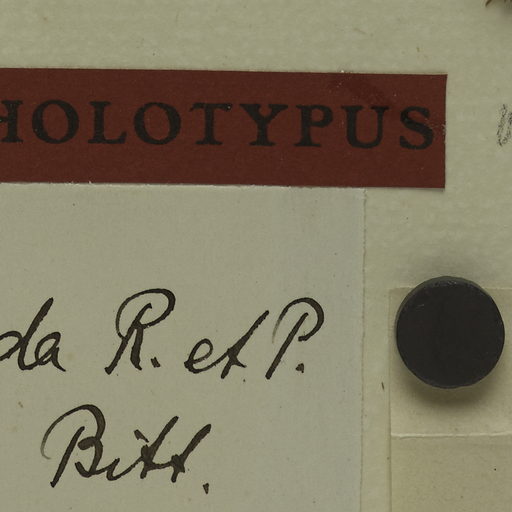 HOLOTYPUS
da R. et P.
Bitt.